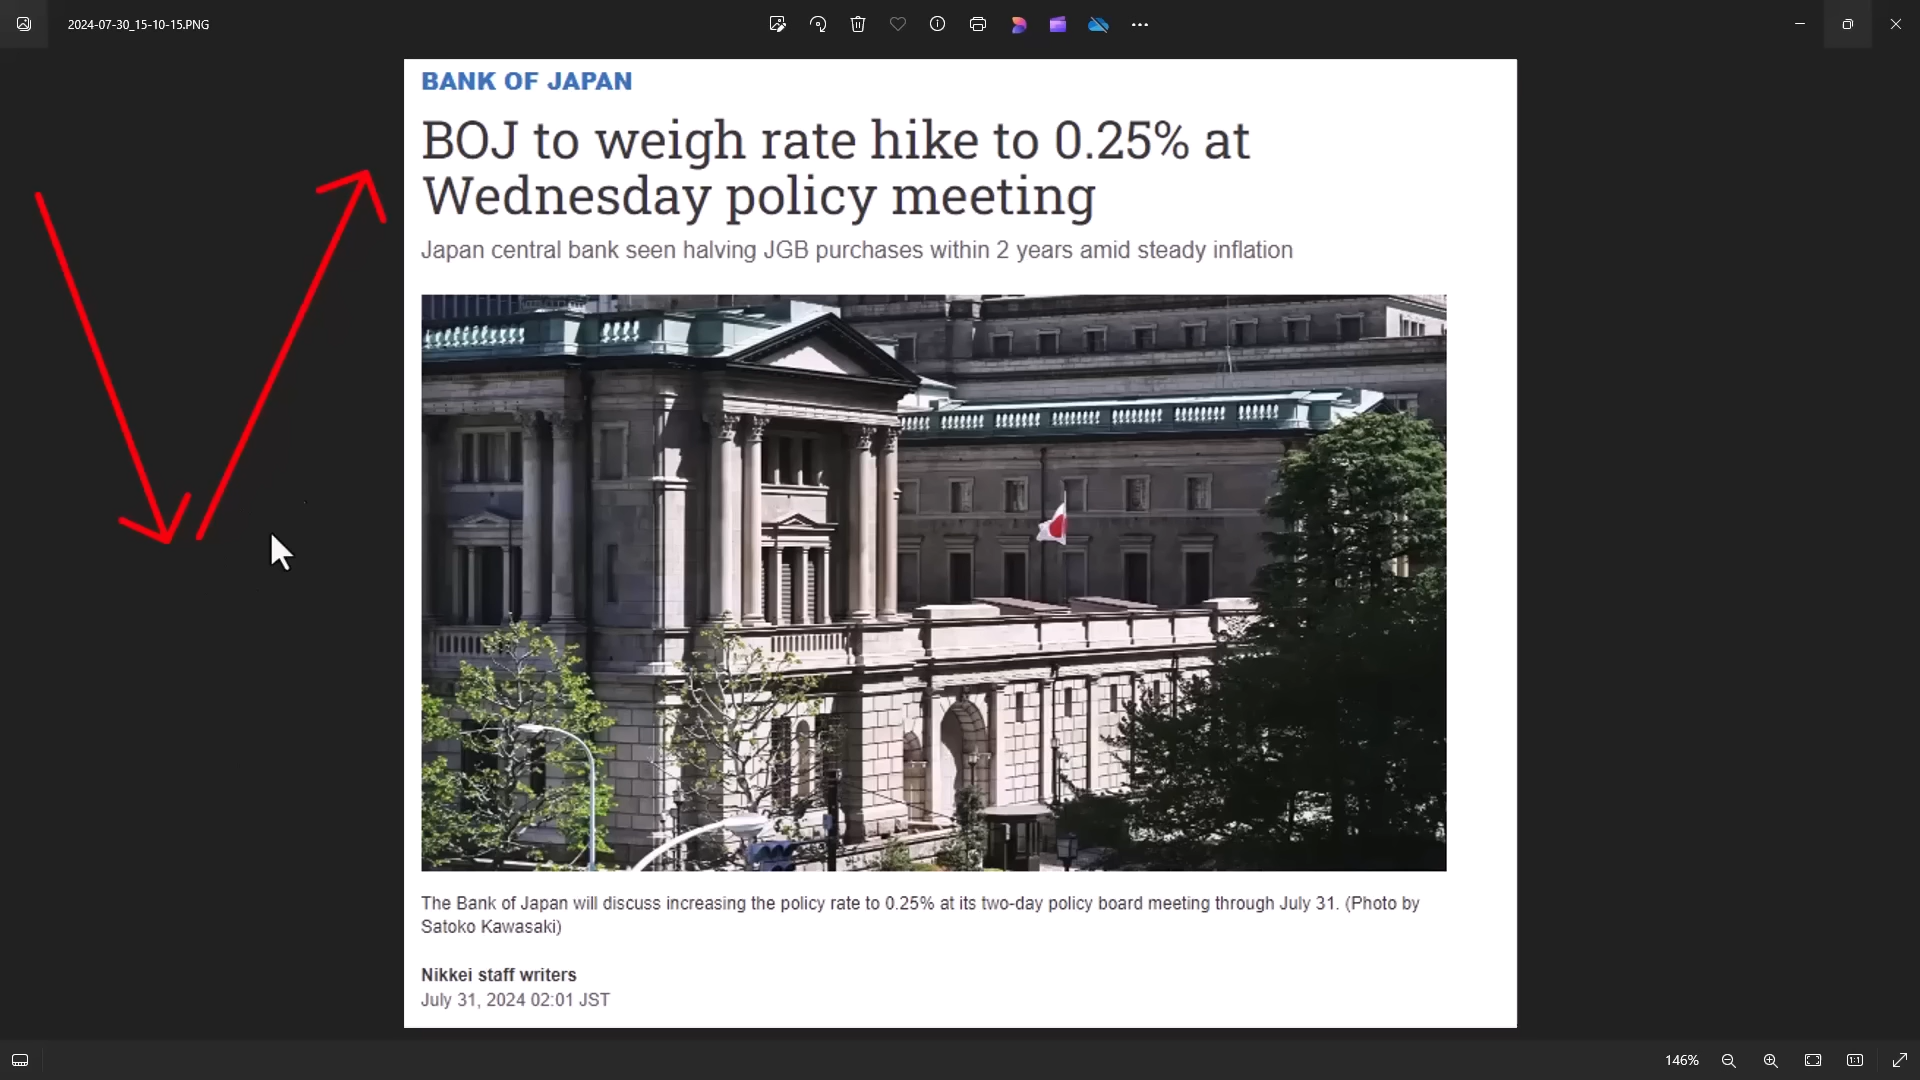 2024-07-30_15-10-15.PNG
BANK OF JAPAN
BOJ to weigh rate hike to 0.25% at
Wednesday policy meeting
Japan central bank seen halving JGB purchases within 2 years amid steady inflation
The Bank of Japan will discuss increasing the policy rate to 0.25% at its two-day policy board meeting through July 31. (Photo by
Satoko Kawasaki)
Nikkei staff writers
July 31, 2024 02:01 JST
146%
1:1